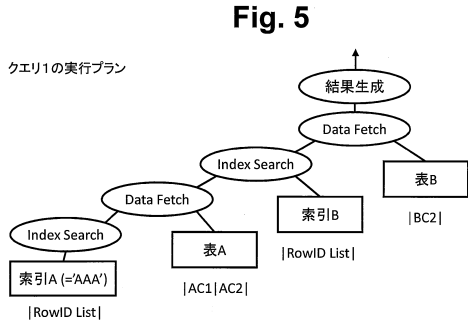 Fig. 5
クエリ1の実行プラン
結果生成
Data Fetch
Index Search
表B
|BC2|
Data Fetch
索引B
|RowID List|
Index Search
表A
|AC1|AC2|
索引A (='AAA')
|RowID List|